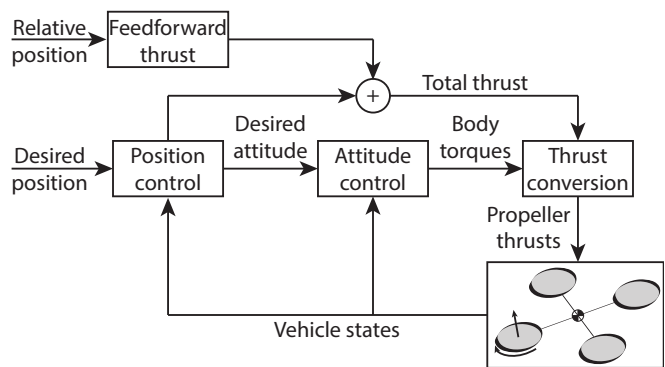 Relative
position
Feedforward
thrust
+
Total thrust
Desired
position
Position
control
Desired
attitude
Attitude
control
Body
torques
Thrust
conversion
Propeller
thrusts
Vehicle states